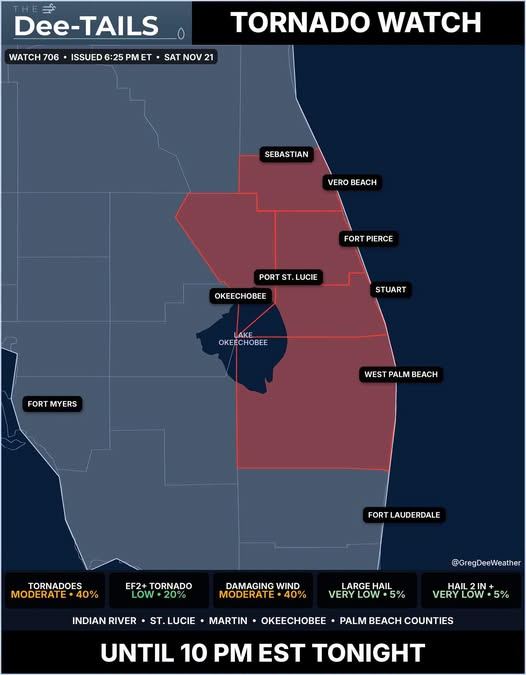 THE
Dee-TAILS
TORNADO WATCH
WATCH 706 • ISSUED 6:25 PM ET • SAT NOV 21
SEBASTIAN
VERO BEACH
FORT PIERCE
PORT ST. LUCIE
STUART
OKEECHOBEE
LAKE
OKEECHOBEE
WEST PALM BEACH
FORT MYERS
FORT LAUDERDALE
@GregDeeWeather
TORNADOES
MODERATE • 40%
EF2+ TORNADO
LOW • 20%
DAMAGING WIND
MODERATE • 40%
LARGE HAIL
VERY LOW • 5%
HAIL 2 IN +
VERY LOW • 5%
INDIAN RIVER • ST. LUCIE • MARTIN • OKEECHOBEE • PALM BEACH COUNTIES
UNTIL 10 PM EST TONIGHT